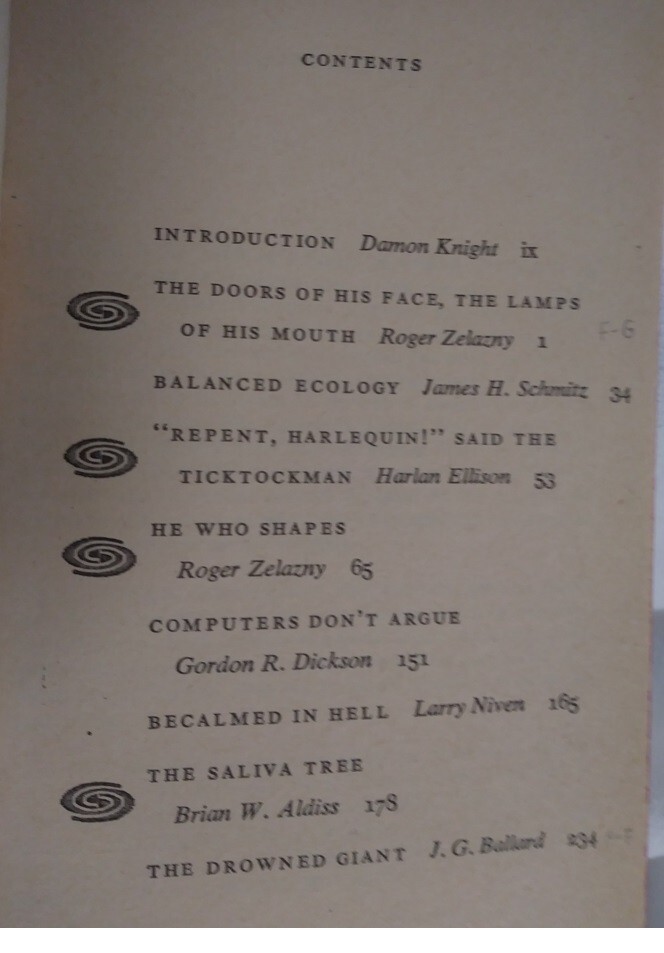 CONTENTS
INTRODUCTION Damon Knight ix
THE DOORS OF HIS FACE, THE LAMPS
OF HIS MOUTH Roger Zelazny 1
F-6
BALANCED ECOLOGY James H. Schmitz 34
“REPENT, HARLEQUIN!” SAID THE
TICKTOCKMAN Harlan Ellison 53
HE WHO SHAPES
Roger Zelazny 65
COMPUTERS DON'T ARGUE
Gordon R. Dickson 151
BECALMED IN HELL Larry Niven 165
THE SALIVA TREE
Brian W. Aldiss 178
THE DROWNED GIANT J. G. Ballard 234